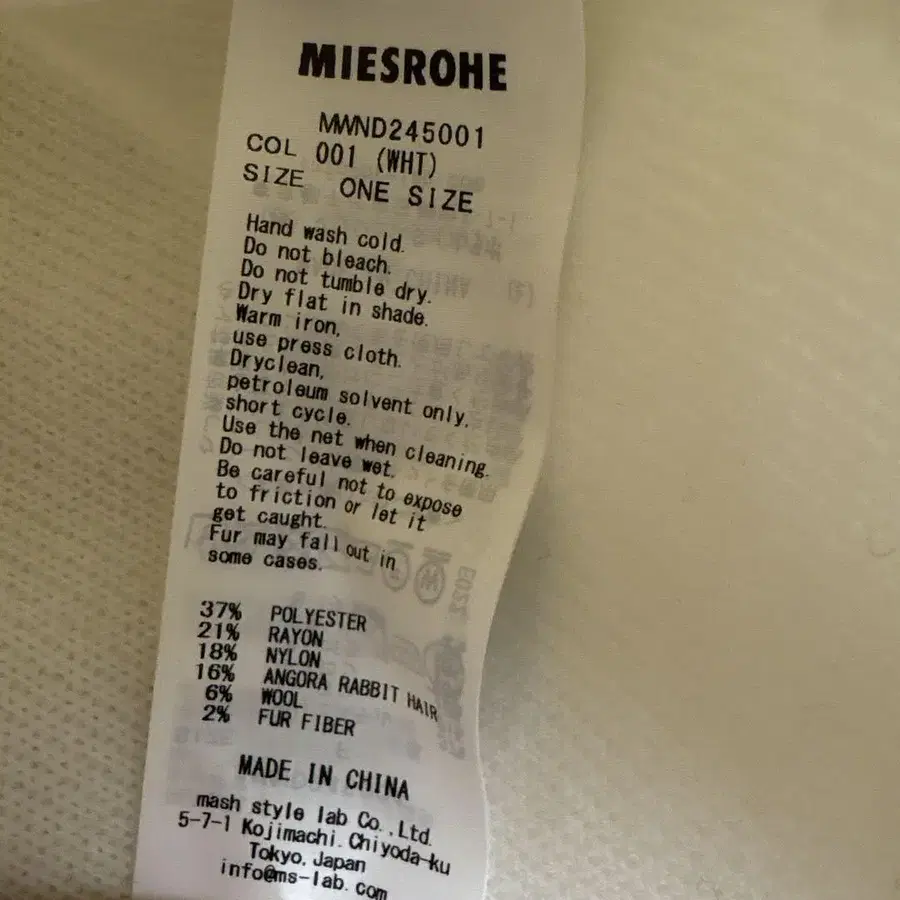 MIESROHE
MWND245001
COL 001 (WHT)
SIZE ONE SIZE
Hand wash cold.
Do not bleach.
Do not tumble dry.
Dry flat in shade.
Warm iron,
use press cloth.
Dryclean,
petroleum solvent only,
short cycle.
Use the net when cleaning.
Do not leave wet.
Be careful not to expose
to friction or let it
get caught.
Fur may fall out in
some cases.
37% POLYESTER
21% RAYON
18% NYLON
16% ANGORA RABBIT HAIR
6% WOOL
2% FUR FIBER
MADE IN CHINA
mash style lab Co.,Ltd.
5-7-1 Kojimachi. Chiyoda-ku
Tokyo, Japan
info@ms-lab.com